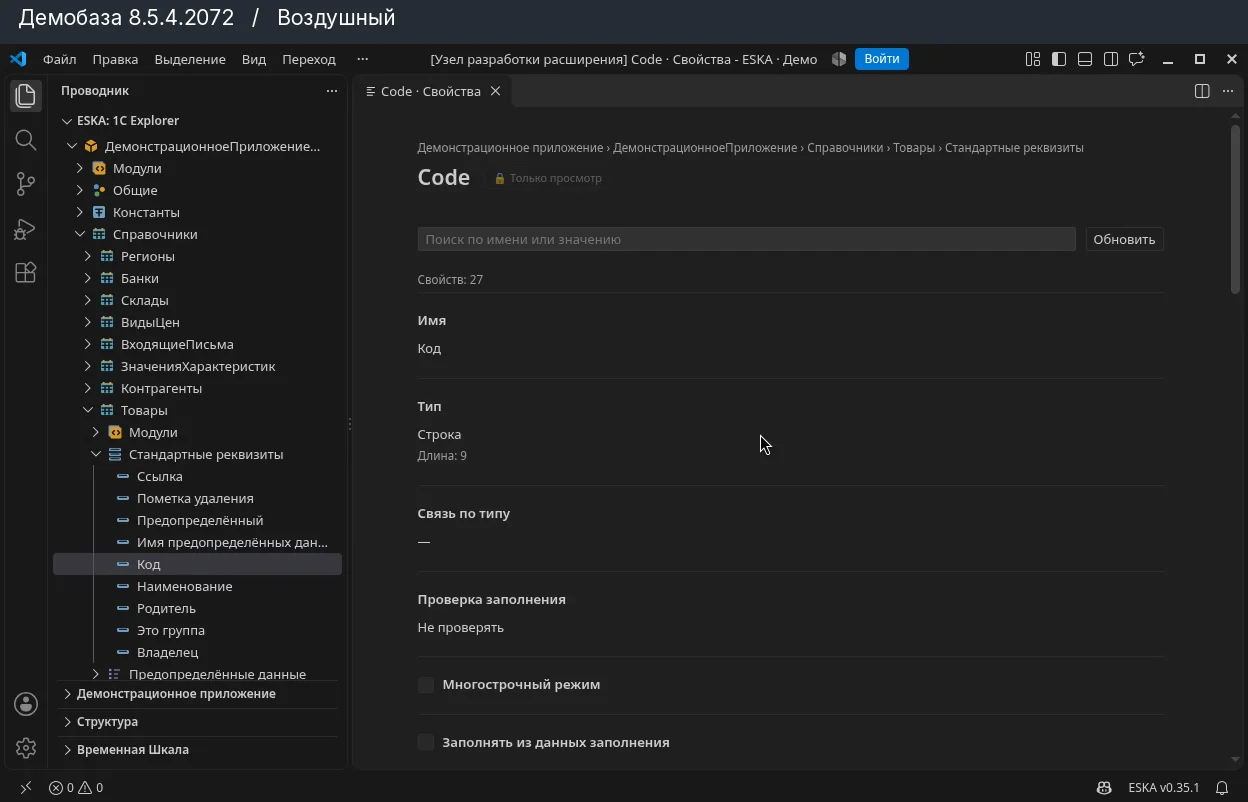 Демобаза 8.5.4.2072 / Воздушный
Файл Правка Выделение Вид Переход ··· [Узел разработки расширения] Code · Свойства - ESKA · Демо Войти
Проводник ···
ESKA: 1C Explorer
ДемонстрационноеПриложение...
Модули
Общие
Константы
Справочники
Регионы
Банки
Склады
ВидыЦен
ВходящиеПисьма
ЗначенияХарактеристик
Контрагенты
Товары
Модули
Стандартные реквизиты
Ссылка
Пометка удаления
Предопределённый
Имя предопределённых дан...
Код
Наименование
Родитель
Это группа
Владелец
Предопределённые данные
Демонстрационное приложение
Структура
Временная Шкала
Code · Свойства
Демонстрационное приложение › ДемонстрационноеПриложение › Справочники › Товары › Стандартные реквизиты
Code Только просмотр
Поиск по имени или значению Обновить
Свойств: 27
Имя
Код
Тип
Строка
Длина: 9
Связь по типу
—
Проверка заполнения
Не проверять
Многострочный режим
Заполнять из данных заполнения
0 0 ESKA v0.35.1